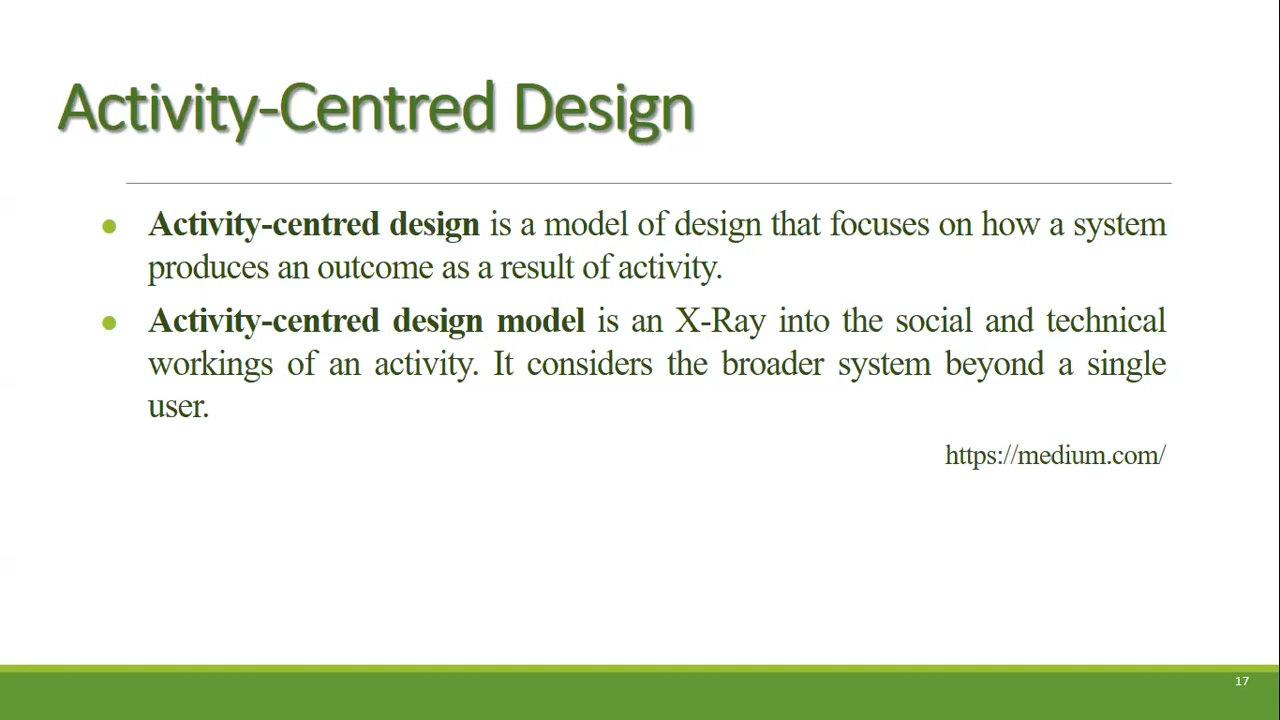 Activity-Centred Design
Activity-centred design is a model of design that focuses on how a system
produces an outcome as a result of activity.
Activity-centred design model is an X-Ray into the social and technical
workings of an activity. It considers the broader system beyond a single
user.
https://medium.com/
17